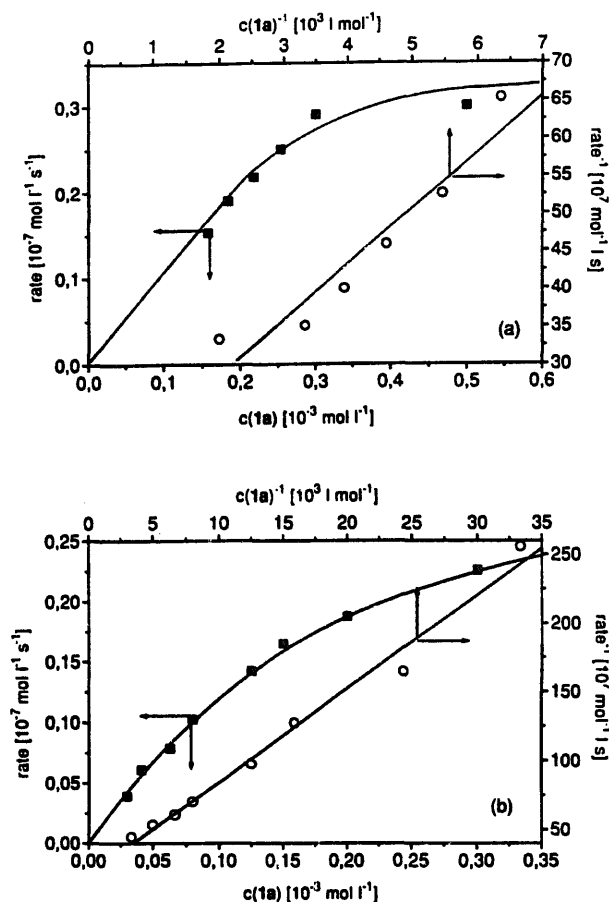 c(1a)⁻¹ [10³ l mol⁻¹]
0 1 2 3 4 5 6 7
rate [10⁻⁷ mol l⁻¹ s⁻¹]
0,3
0,2
0,1
0,0
70
65
60
55
50
45
40
35
30
rate⁻¹ [10⁷ mol⁻¹ l s]
(a)
0,0 0,1 0,2 0,3 0,4 0,5 0,6
c(1a) [10⁻³ mol l⁻¹]
c(1a)⁻¹ [10³ l mol⁻¹]
0 5 10 15 20 25 30 35
rate [10⁻⁷ mol l⁻¹ s⁻¹]
0,25
0,20
0,15
0,10
0,05
0,00
250
200
150
100
50
rate⁻¹ [10⁷ mol⁻¹ l s]
(b)
0,00 0,05 0,10 0,15 0,20 0,25 0,30 0,35
c(1a) [10⁻³ mol l⁻¹]